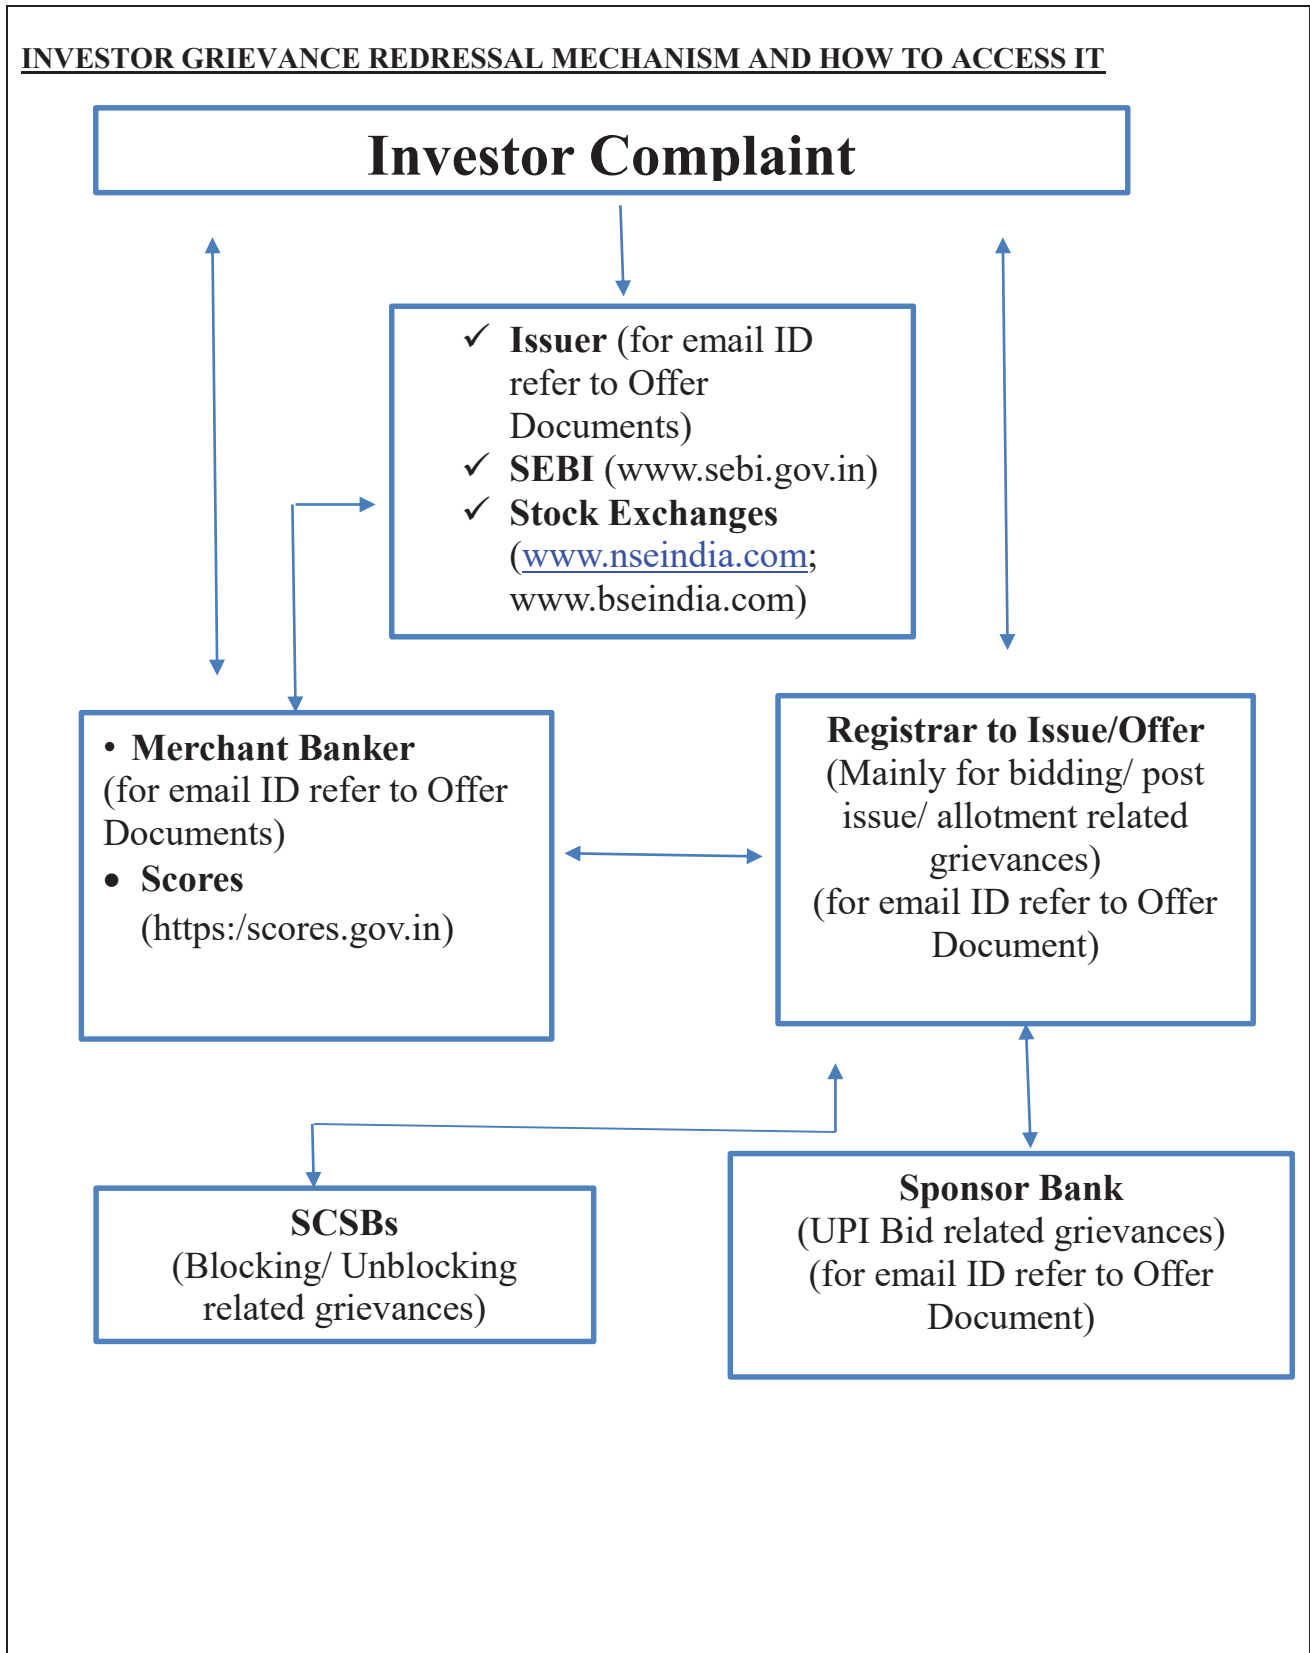 INVESTOR GRIEVANCE REDRESSAL MECHANISM AND HOW TO ACCESS IT
Investor Complaint
✓ Issuer (for email ID
refer to Offer
Documents)
✓ SEBI (www.sebi.gov.in)
✓ Stock Exchanges
(www.nseindia.com;
www.bseindia.com)
• Merchant Banker
(for email ID refer to Offer
Documents)
• Scores
(https:/scores.gov.in)
Registrar to Issue/Offer
(Mainly for bidding/ post
issue/ allotment related
grievances)
(for email ID refer to Offer
Document)
SCSBs
(Blocking/ Unblocking
related grievances)
Sponsor Bank
(UPI Bid related grievances)
(for email ID refer to Offer
Document)